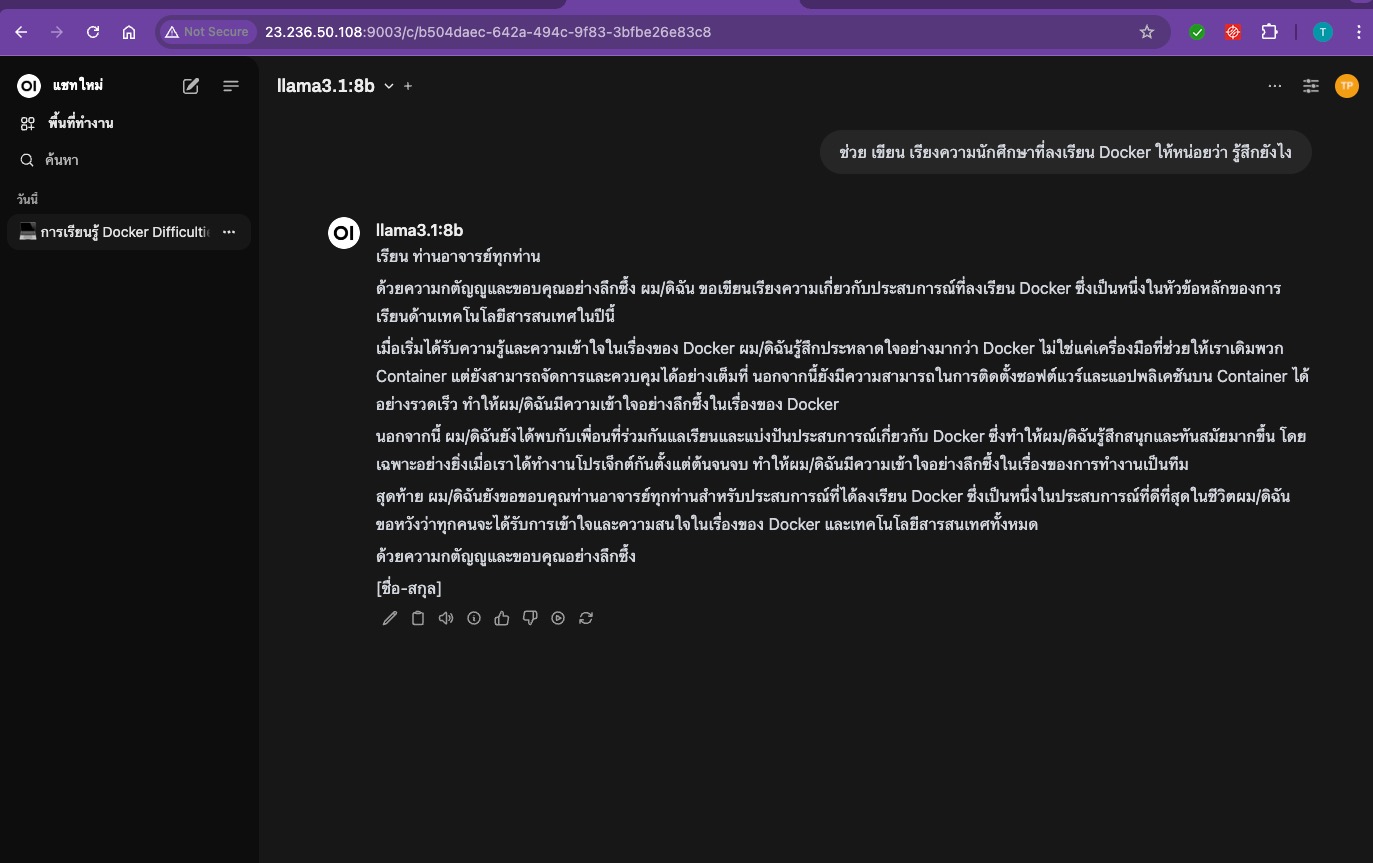 Not Secure 23.236.50.108:9003/c/b504daec-642a-494c-9f83-3bfbe26e83c8
T
OI แชทใหม่
พื้นที่ทำงาน
ค้นหา
วันนี้
การเรียนรู้ Docker Difficulti
llama3.1:8b
TP
ช่วย เขียน เรียงความนักศึกษาที่ลงเรียน Docker ให้หน่อยว่า รู้สึกยังไง
OI llama3.1:8b
เรียน ท่านอาจารย์ทุกท่าน
ด้วยความกตัญญูและขอบคุณอย่างลึกซึ้ง ผม/ดิฉัน ขอเขียนเรียงความเกี่ยวกับประสบการณ์ที่ลงเรียน Docker ซึ่งเป็นหนึ่งในหัวข้อหลักของการ
เรียนด้านเทคโนโลยีสารสนเทศในปีนี้
เมื่อเริ่มได้รับความรู้และความเข้าใจในเรื่องของ Docker ผม/ดิฉันรู้สึกประหลาดใจอย่างมากว่า Docker ไม่ใช่แค่เครื่องมือที่ช่วยให้เราเดิมพวก
Container แต่ยังสามารถจัดการและควบคุมได้อย่างเต็มที่ นอกจากนี้ยังมีความสามารถในการติดตั้งซอฟต์แวร์และแอปพลิเคชันบน Container ได้
อย่างรวดเร็ว ทำให้ผม/ดิฉันมีความเข้าใจอย่างลึกซึ้งในเรื่องของ Docker
นอกจากนี้ ผม/ดิฉันยังได้พบกับเพื่อนที่ร่วมกันแลเรียนและแบ่งปันประสบการณ์เกี่ยวกับ Docker ซึ่งทำให้ผม/ดิฉันรู้สึกสนุกและทันสมัยมากขึ้น โดย
เฉพาะอย่างยิ่งเมื่อเราได้ทำงานโปรเจ็กต์กันตั้งแต่ต้นจนจบ ทำให้ผม/ดิฉันมีความเข้าใจอย่างลึกซึ้งในเรื่องของการทำงานเป็นทีม
สุดท้าย ผม/ดิฉันยังขอขอบคุณท่านอาจารย์ทุกท่านสำหรับประสบการณ์ที่ได้ลงเรียน Docker ซึ่งเป็นหนึ่งในประสบการณ์ที่ดีที่สุดในชีวิตผม/ดิฉัน
ขอหวังว่าทุกคนจะได้รับการเข้าใจและความสนใจในเรื่องของ Docker และเทคโนโลยีสารสนเทศทั้งหมด
ด้วยความกตัญญูและขอบคุณอย่างลึกซึ้ง
[ชื่อ-สกุล]